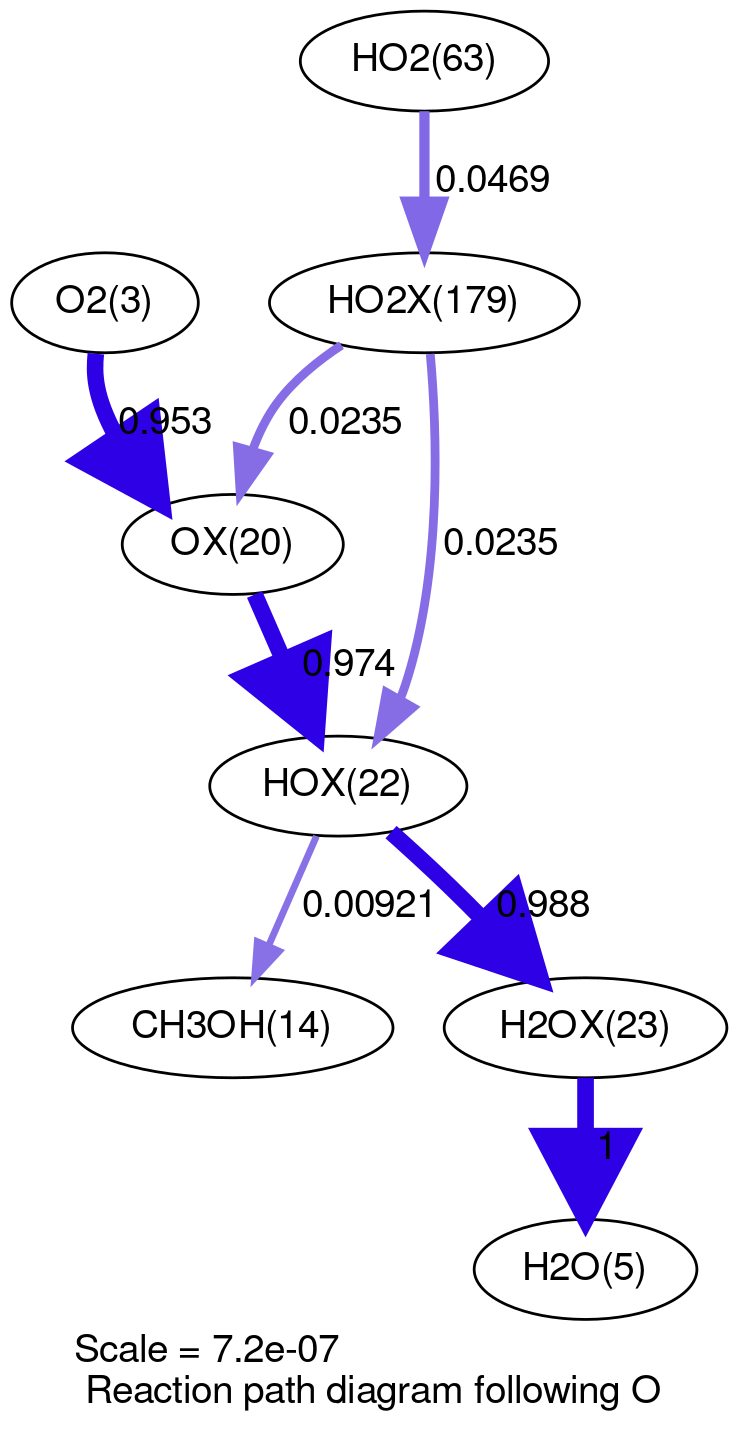 HO2(63)
0.0469
O2(3)
HO2X(179)
0.953
0.0235
OX(20)
0.0235
0.974
HOX(22)
0.00921
0.988
CH3OH(14)
H2OX(23)
1
H2O(5)
Scale = 7.2e-07
Reaction path diagram following O